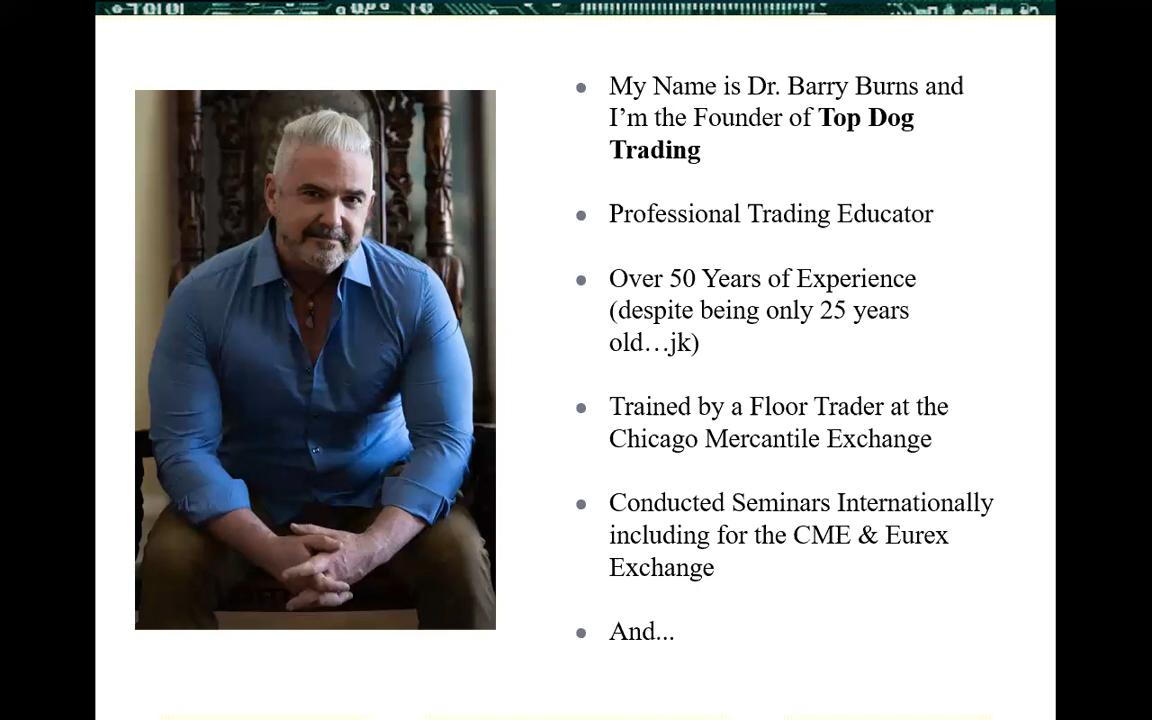 My Name is Dr. Barry Burns and
I’m the Founder of Top Dog
Trading
Professional Trading Educator
Over 50 Years of Experience
(despite being only 25 years
old…jk)
Trained by a Floor Trader at the
Chicago Mercantile Exchange
Conducted Seminars Internationally
including for the CME & Eurex
Exchange
And...